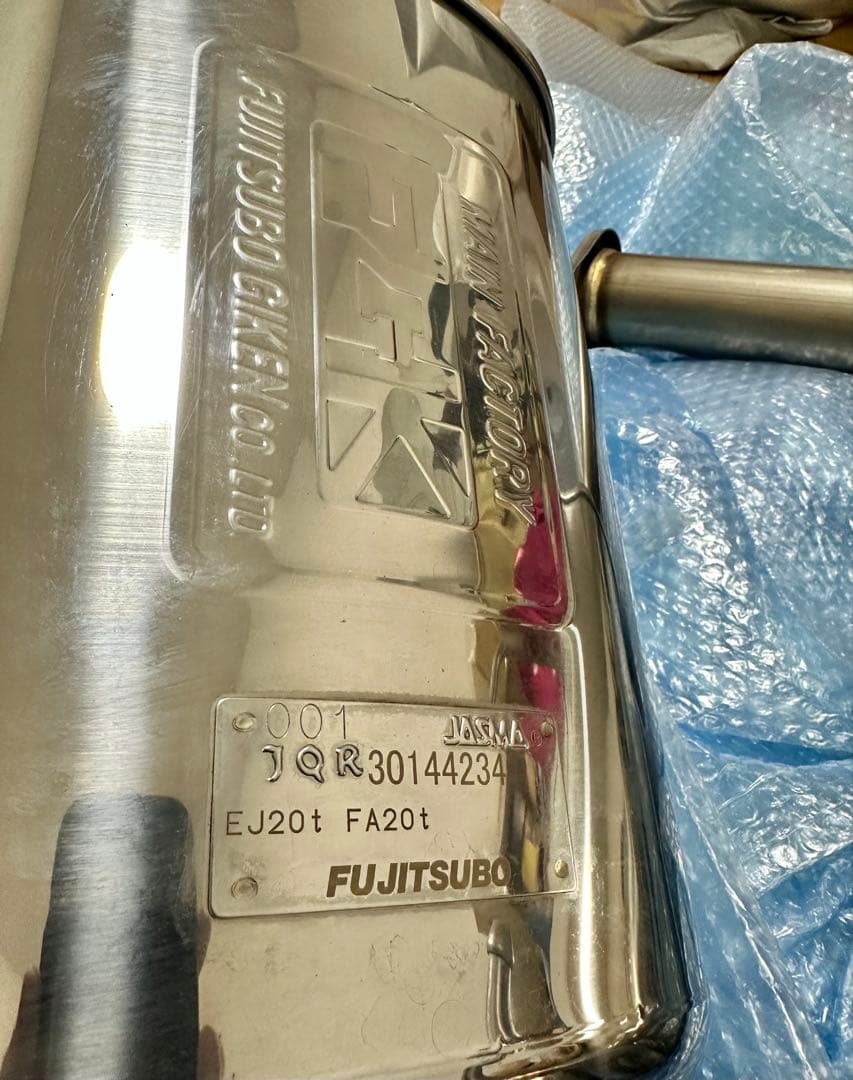 FUJITSUBO GIKEN CO. LTD.
MAIN FACTORY
001 JASMA
JQR30144234
EJ20t FA20t
FUJITSUBO